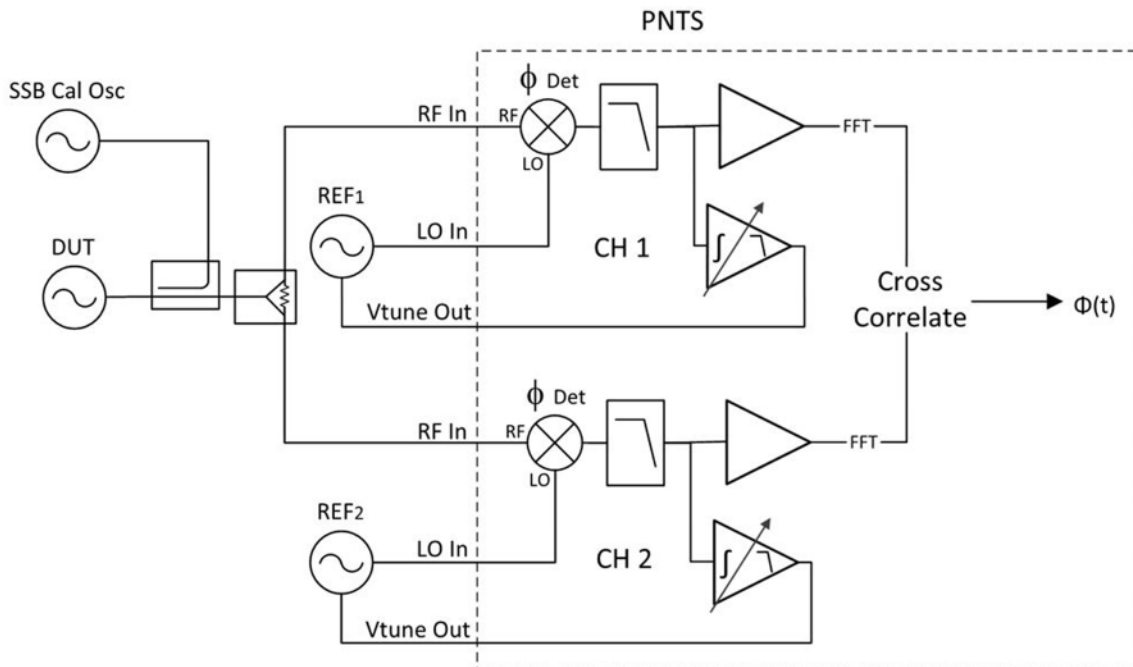 PNTS
SSB Cal Osc
ϕ Det
RF In
RF
LO
FFT
REF1
LO In
CH 1
DUT
Vtune Out
Cross
Correlate
Φ(t)
ϕ Det
RF In
RF
LO
FFT
REF2
LO In
CH 2
Vtune Out
∫
∫